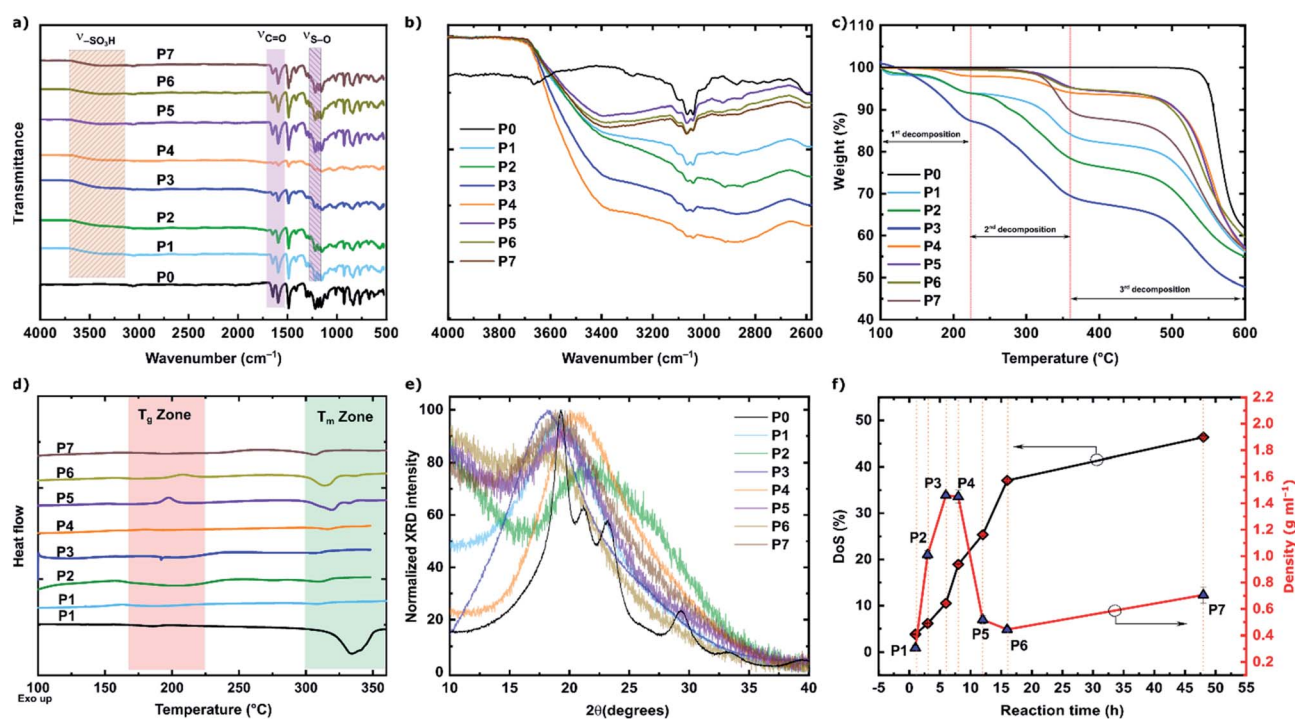 a)
ν–SO₃H
νC=O
νS–O
P7
P6
P5
P4
P3
P2
P1
P0
Transmittance
4000 3500 3000 2500 2000 1500 1000 500
Wavenumber (cm⁻¹)
b)
P0
P1
P2
P3
P4
P5
P6
P7
4000 3800 3600 3400 3200 3000 2800 2600
Wavenumber (cm⁻¹)
c)
110
100
90
80
70
60
50
40
Weight (%)
1st decomposition
2nd decomposition
3rd decomposition
P0
P1
P2
P3
P4
P5
P6
P7
100 200 300 400 500 600
Temperature (°C)
d)
Tg Zone
Tm Zone
P7
P6
P5
P4
P3
P2
P1
P1
Heat flow
100 150 200 250 300 350
Exo up
Temperature (°C)
e)
100
80
60
40
20
0
Normalized XRD intensity
P0
P1
P2
P3
P4
P5
P6
P7
10 15 20 25 30 35 40
2θ(degrees)
f)
55
50
40
30
20
10
0
-5
DoS (%)
P1
P2
P3
P4
P5
P6
P7
2.2
2.0
1.8
1.6
1.4
1.2
1.0
0.8
0.6
0.4
0.2
Density (g ml⁻¹)
-5 0 5 10 15 20 25 30 35 40 45 50 55
Reaction time (h)